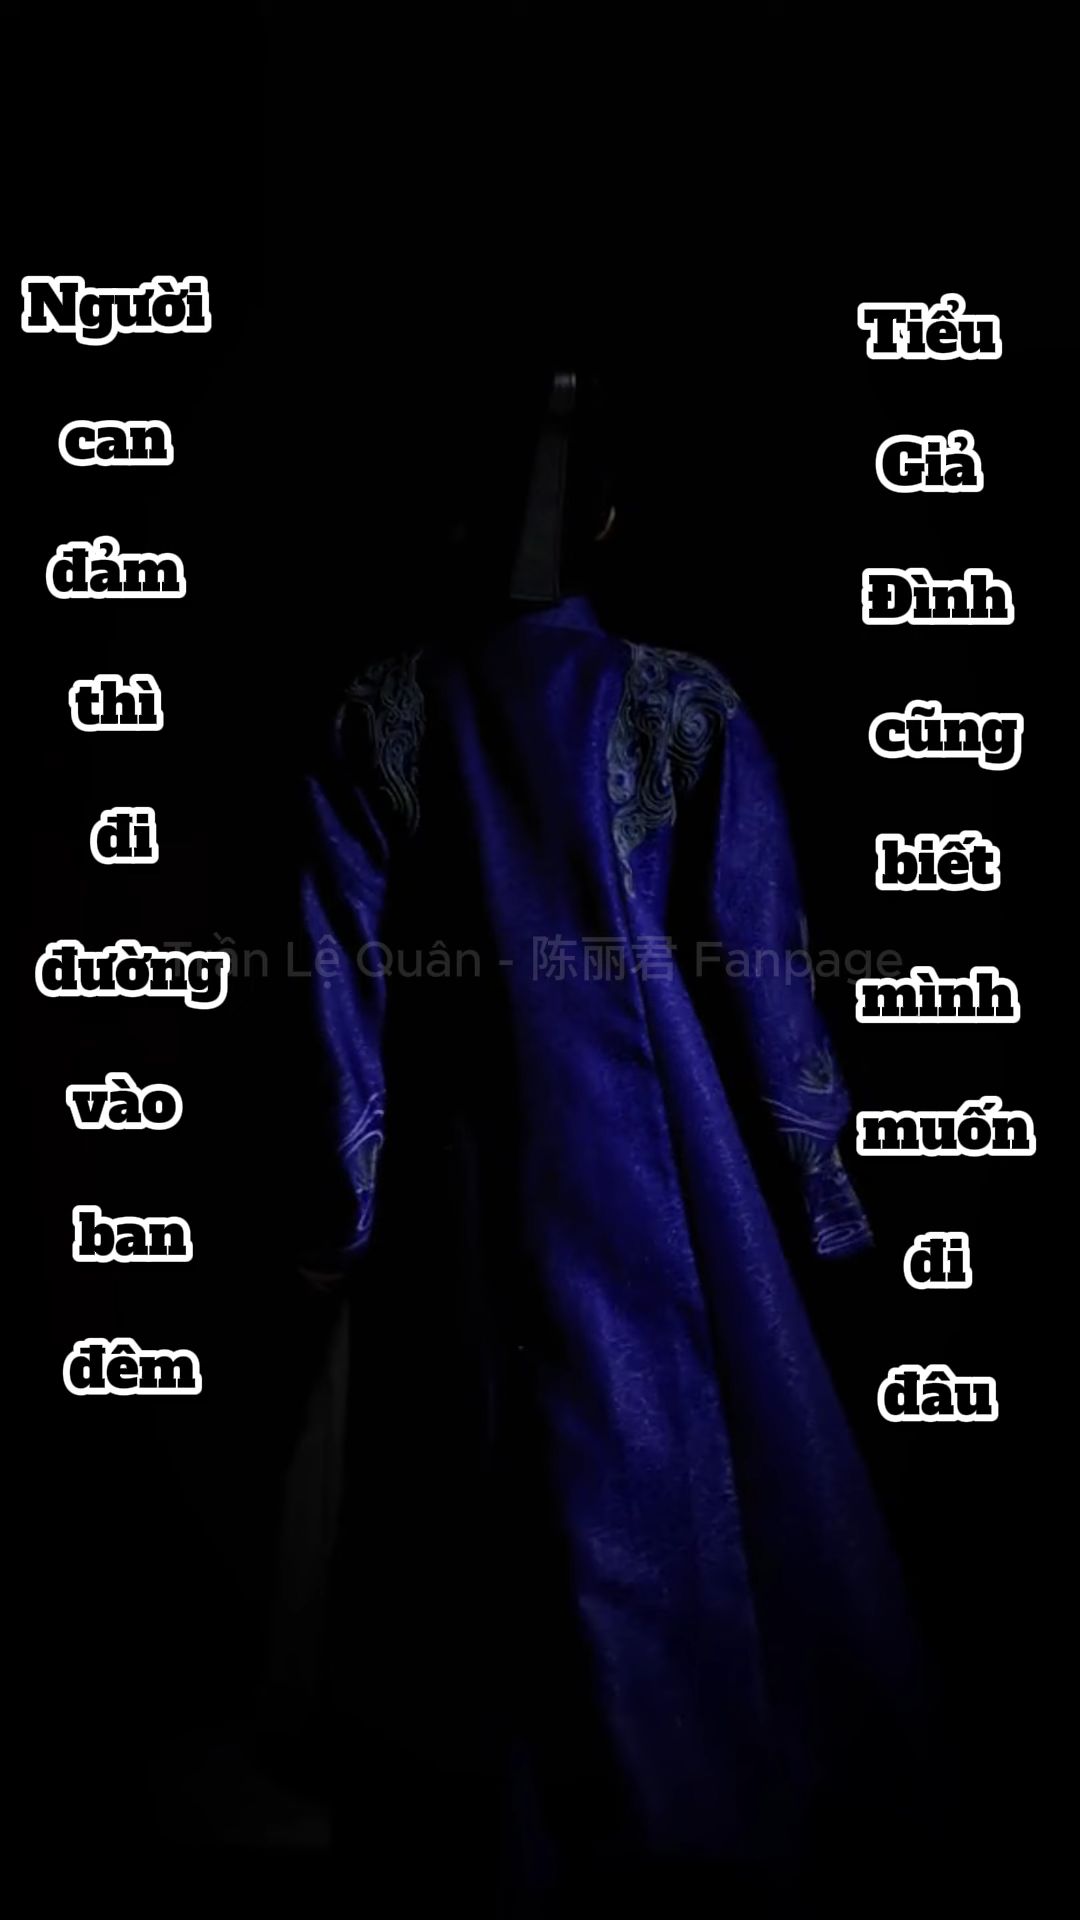 Người
can
đảm
thì
đi
đường
vào
ban
đêm
Tiểu
Giả
Đình
cũng
biết
mình
muốn
đi
đâu
Trần Lệ Quân - 陈丽君 Fanpage